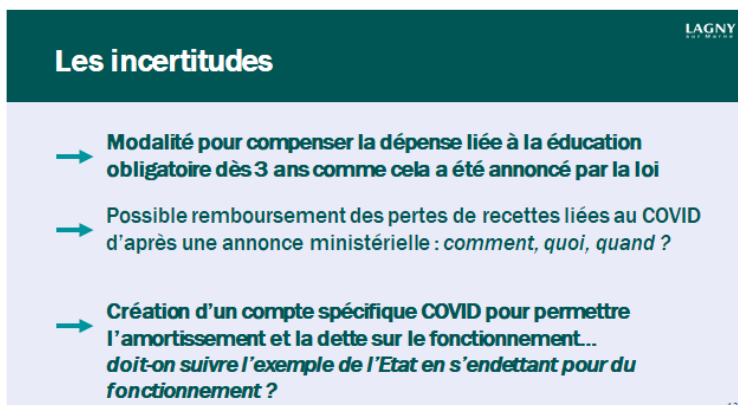 LAGNY
sur Marne
Les incertitudes
Modalité pour compenser la dépense liée à la éducation
obligatoire dès 3 ans comme cela a été annoncé par la loi
Possible remboursement des pertes de recettes liées au COVID
d'après une annonce ministérielle : comment, quoi, quand ?
Création d'un compte spécifique COVID pour permettre
l'amortissement et la dette sur le fonctionnement...
doit-on suivre l'exemple de l'Etat en s'endettant pour du
fonctionnement ?